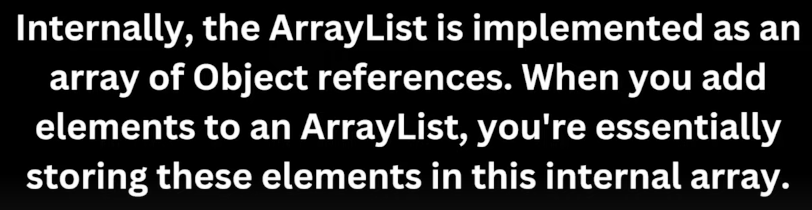 Internally, the ArrayList is implemented as an
array of Object references. When you add
elements to an ArrayList, you're essentially
storing these elements in this internal array.